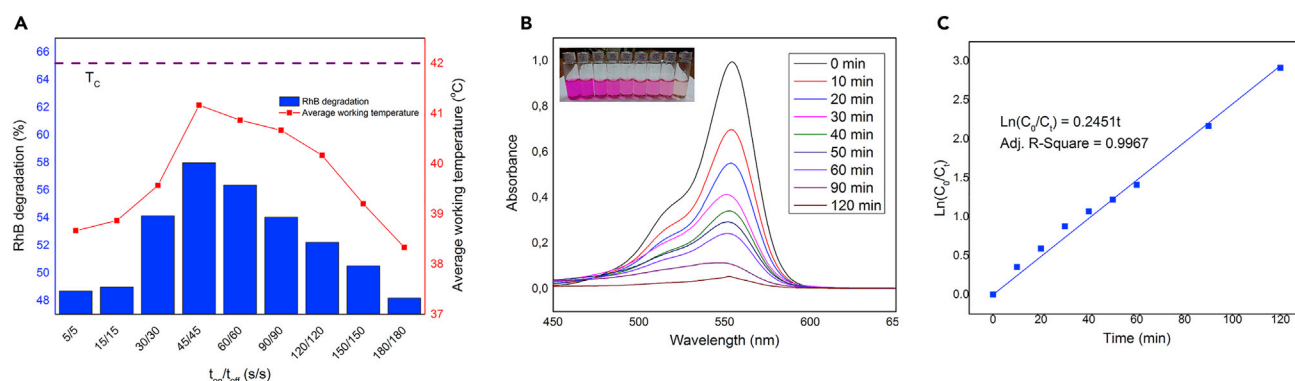 A
RhB degradation (%)
66
64
62
60
58
56
54
52
50
48
T_C
RhB degradation
Average working temperature
42
41
40
39
38
37
Average working temperature (°C)
5/5
15/15
30/30
45/45
60/60
90/90
120/120
150/150
180/180
t_on/t_off (s/s)
B
Absorbance
1,0
0,8
0,6
0,4
0,2
0,0
0 min
10 min
20 min
30 min
40 min
50 min
60 min
90 min
120 min
450
500
550
600
65
Wavelength (nm)
C
Ln(C_0/C_t)
3.0
2.5
2.0
1.5
1.0
0.5
0.0
Ln(C_0/C_t) = 0.2451t
Adj. R-Square = 0.9967
0
20
40
60
80
100
120
Time (min)